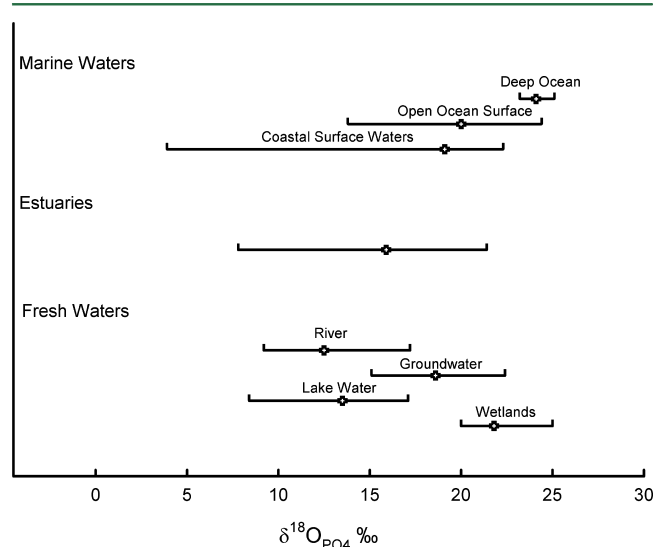 Marine Waters
Deep Ocean
Open Ocean Surface
Coastal Surface Waters
Estuaries
Fresh Waters
River
Groundwater
Lake Water
Wetlands
0 5 10 15 20 25 30
δ¹⁸O_PO4 ‰